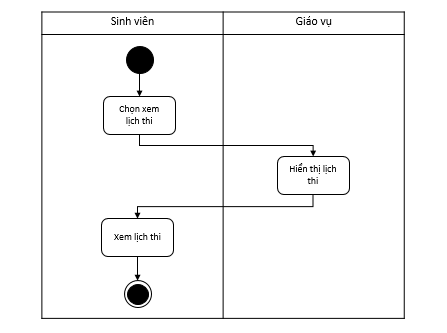 Sinh viên
Giáo vụ
Chọn xem
lịch thi
Hiển thị lịch
thi
Xem lịch thi